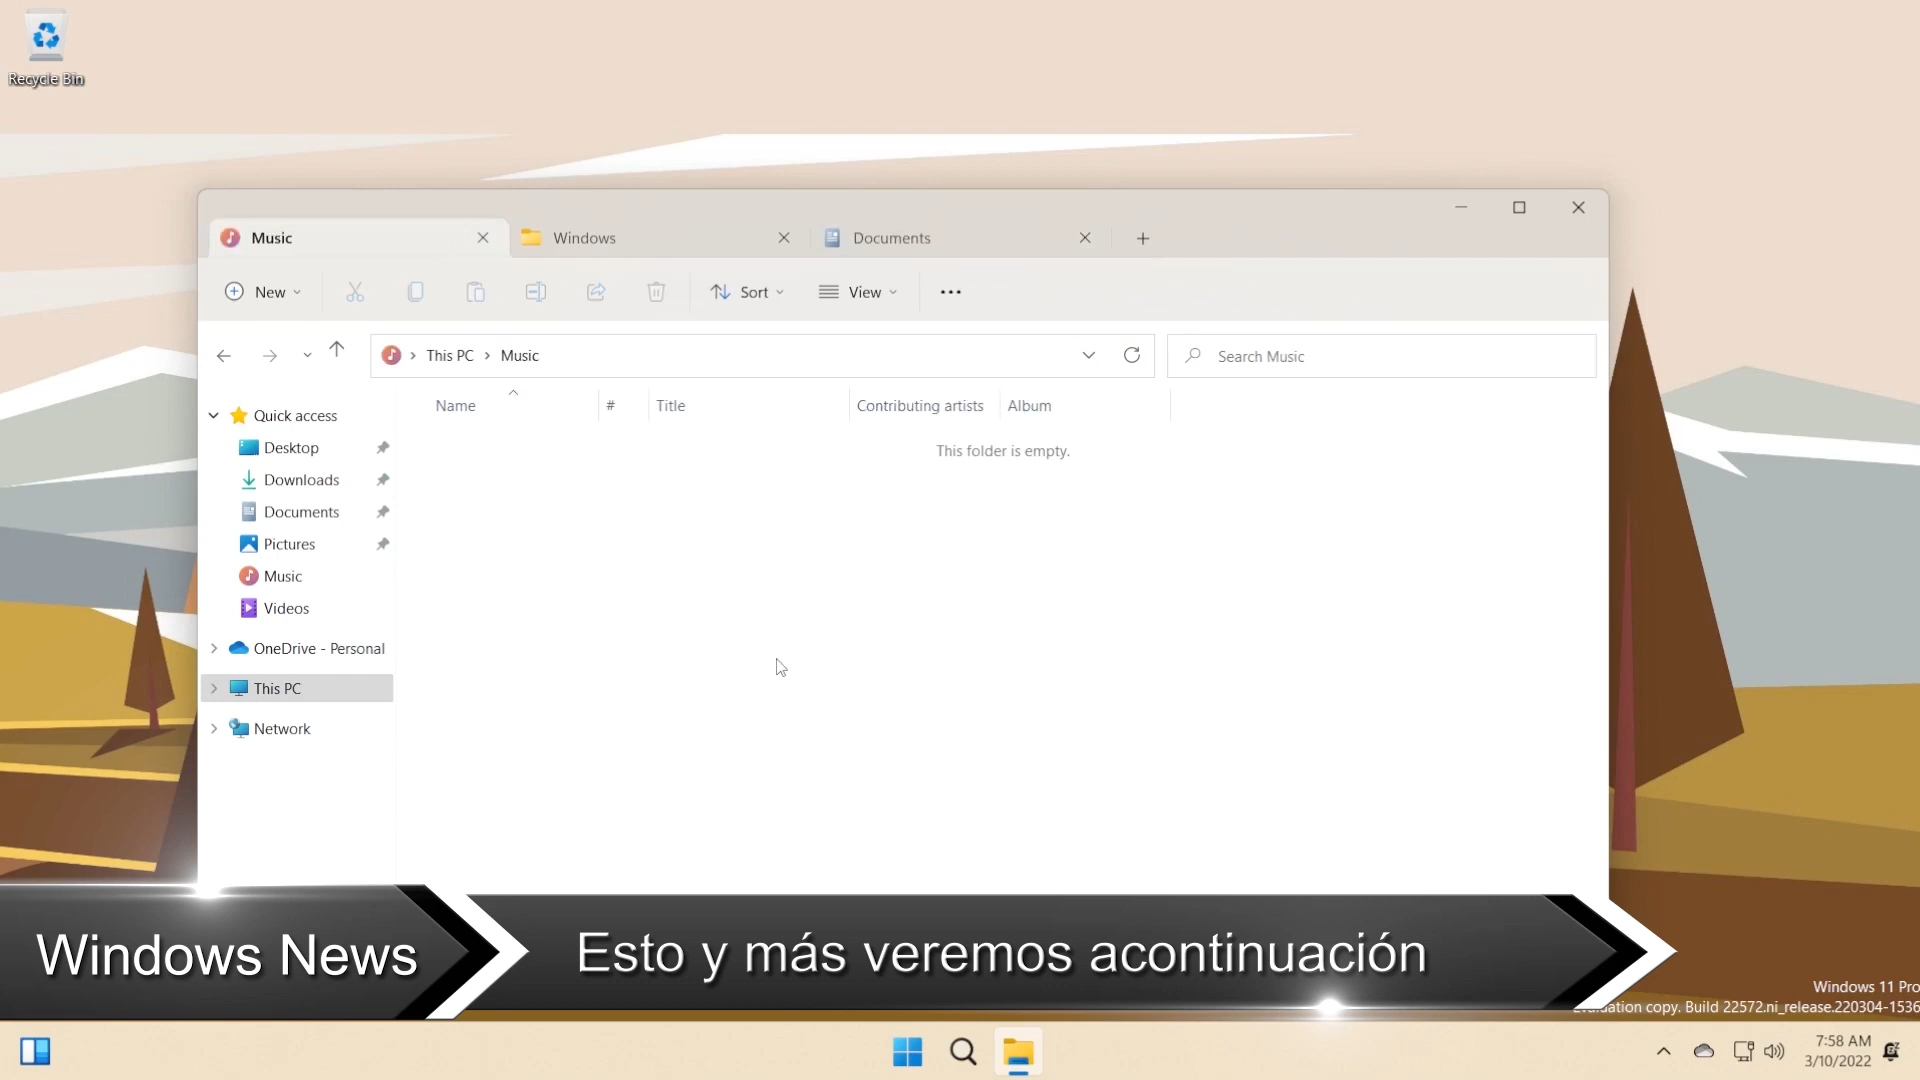 Recycle Bin
Music
Windows
Documents
New
Sort
View
This PC
Music
Search Music
Name
#
Title
Contributing artists
Album
This folder is empty.
Quick access
Desktop
Downloads
Documents
Pictures
Music
Videos
OneDrive - Personal
This PC
Network
Windows News
Esto y más veremos acontinuación
Windows 11 Pro
copy. Build 22572.ni_release.220304-1536
7:58 AM
3/10/2022